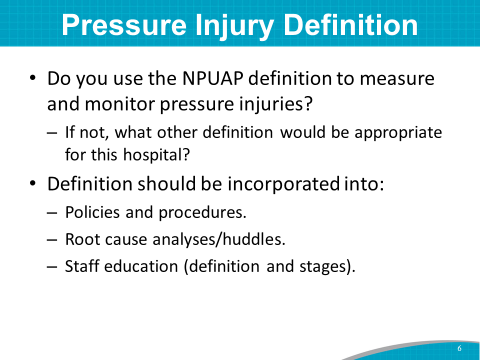 Pressure Injury Definition
• Do you use the NPUAP definition to measure
and monitor pressure injuries?
– If not, what other definition would be appropriate
for this hospital?
• Definition should be incorporated into:
– Policies and procedures.
– Root cause analyses/huddles.
– Staff education (definition and stages).
6